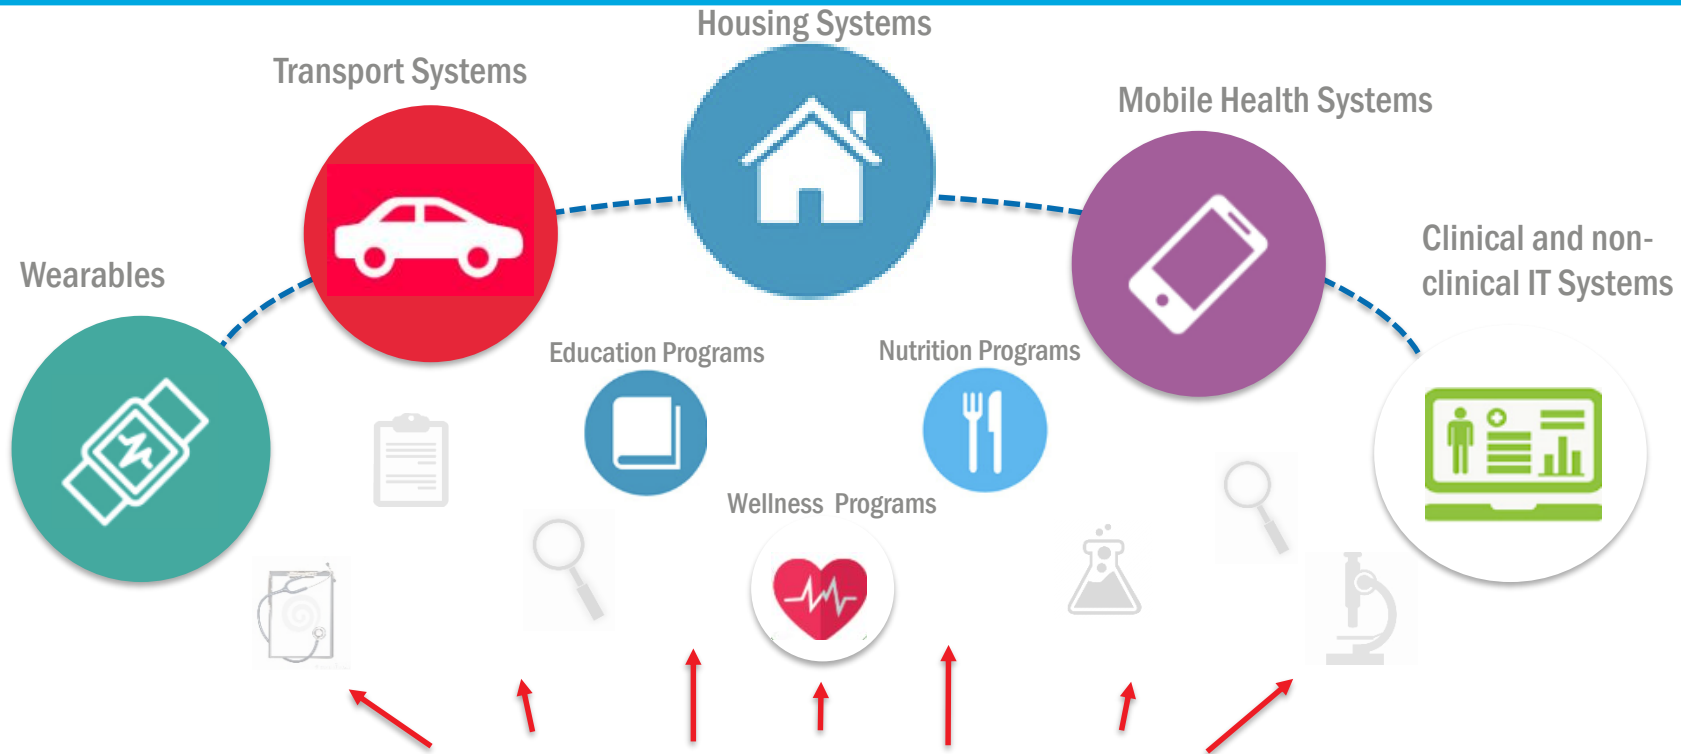 Housing Systems
Transport Systems
Mobile Health Systems
Clinical and non-
clinical IT Systems
Wearables
Education Programs
Nutrition Programs
Wellness Programs